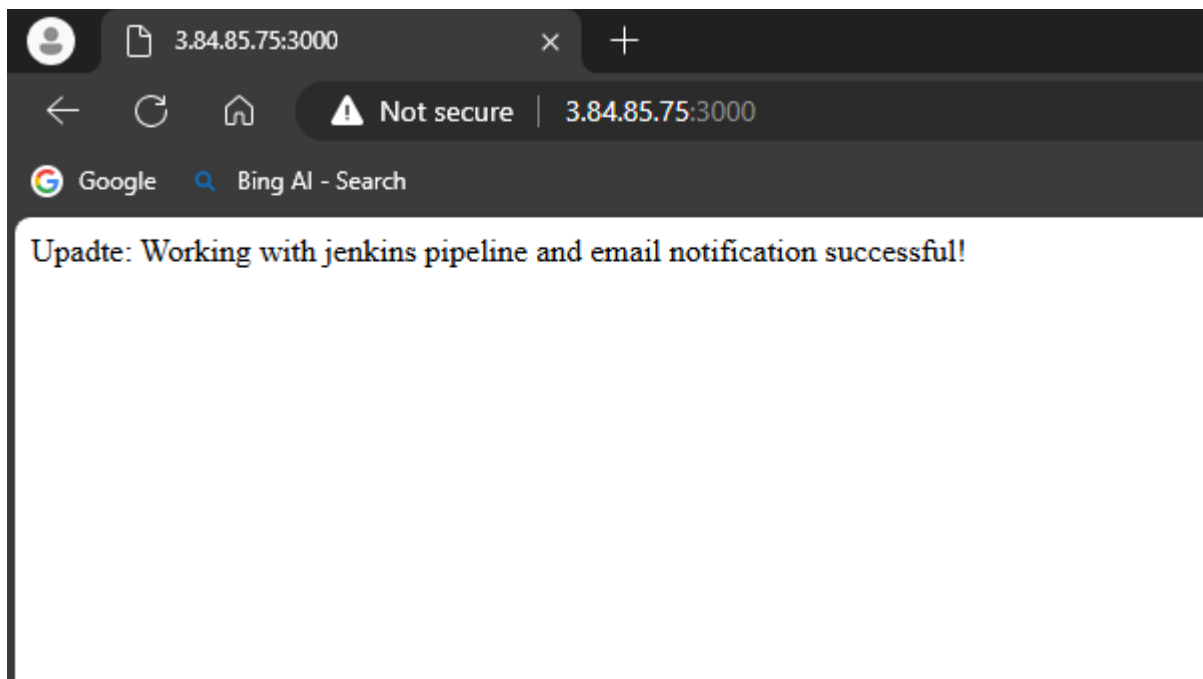 3.84.85.75:3000
Not secure 3.84.85.75:3000
Google Bing AI - Search
Upadte: Working with jenkins pipeline and email notification successful!